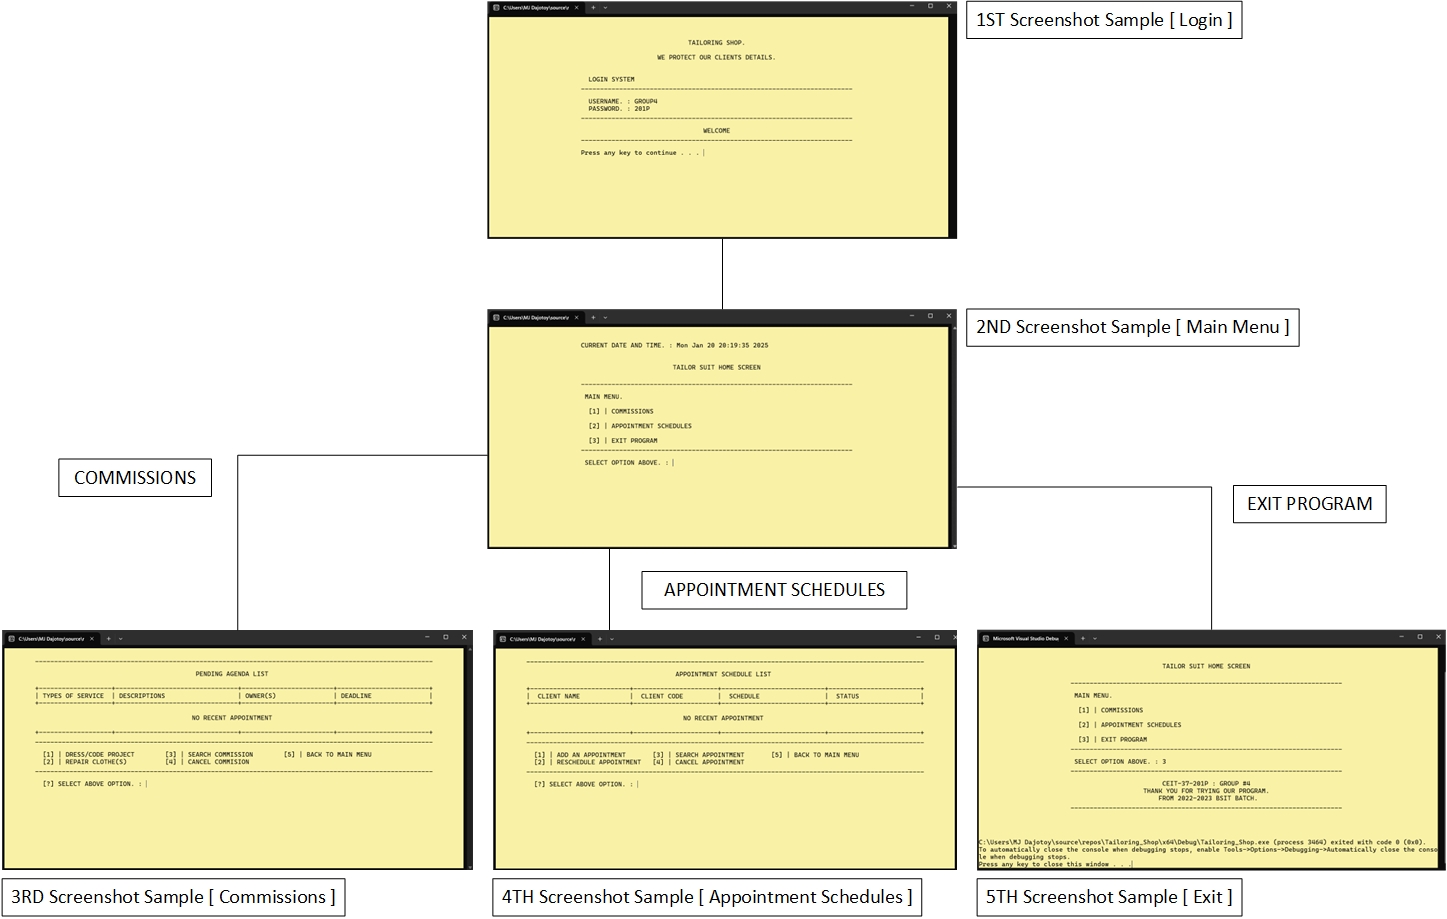 C:\Users\MJ Dajotoy\source\r
1ST Screenshot Sample [ Login ]
TAILORING SHOP.
WE PROTECT OUR CLIENTS DETAILS.
LOGIN SYSTEM
USERNAME. : GROUP4
PASSWORD. : 201P
WELCOME
Press any key to continue . . .
C:\Users\MJ Dajotoy\source\r
2ND Screenshot Sample [ Main Menu ]
CURRENT DATE AND TIME. : Mon Jan 20 20:19:35 2025
TAILOR SUIT HOME SCREEN
MAIN MENU.
[1] | COMMISSIONS
[2] | APPOINTMENT SCHEDULES
[3] | EXIT PROGRAM
SELECT OPTION ABOVE. :
COMMISSIONS
EXIT PROGRAM
APPOINTMENT SCHEDULES
C:\Users\MJ Dajotoy\source\r
PENDING AGENDA LIST
| TYPES OF SERVICE | DESCRIPTIONS | OWNER(S) | DEADLINE |
NO RECENT APPOINTMENT
[1] | DRESS/CODE PROJECT [3] | SEARCH COMMISSION [5] | BACK TO MAIN MENU
[2] | REPAIR CLOTHE(S) [4] | CANCEL COMMISION
[?] SELECT ABOVE OPTION. :
3RD Screenshot Sample [ Commissions ]
C:\Users\MJ Dajotoy\source\r
APPOINTMENT SCHEDULE LIST
| CLIENT NAME | CLIENT CODE | SCHEDULE | STATUS |
NO RECENT APPOINTMENT
[1] | ADD AN APPOINTMENT [3] | SEARCH APPOINTMENT [5] | BACK TO MAIN MENU
[2] | RESCHEDULE APPOINTMENT [4] | CANCEL APPOINTMENT
[?] SELECT ABOVE OPTION. :
4TH Screenshot Sample [ Appointment Schedules ]
Microsoft Visual Studio Debu
TAILOR SUIT HOME SCREEN
MAIN MENU.
[1] | COMMISSIONS
[2] | APPOINTMENT SCHEDULES
[3] | EXIT PROGRAM
SELECT OPTION ABOVE. : 3
CEIT-37-201P : GROUP #4
THANK YOU FOR TRYING OUR PROGRAM.
FROM 2022-2023 BSIT BATCH.
C:\Users\MJ Dajotoy\source\repos\Tailoring_Shop\x64\Debug\Tailoring_Shop.exe (process 3464) exited with code 0 (0x0).
To automatically close the console when debugging stops, enable Tools->Options->Debugging->Automatically close the conso
le when debugging stops.
Press any key to close this window . . .
5TH Screenshot Sample [ Exit ]